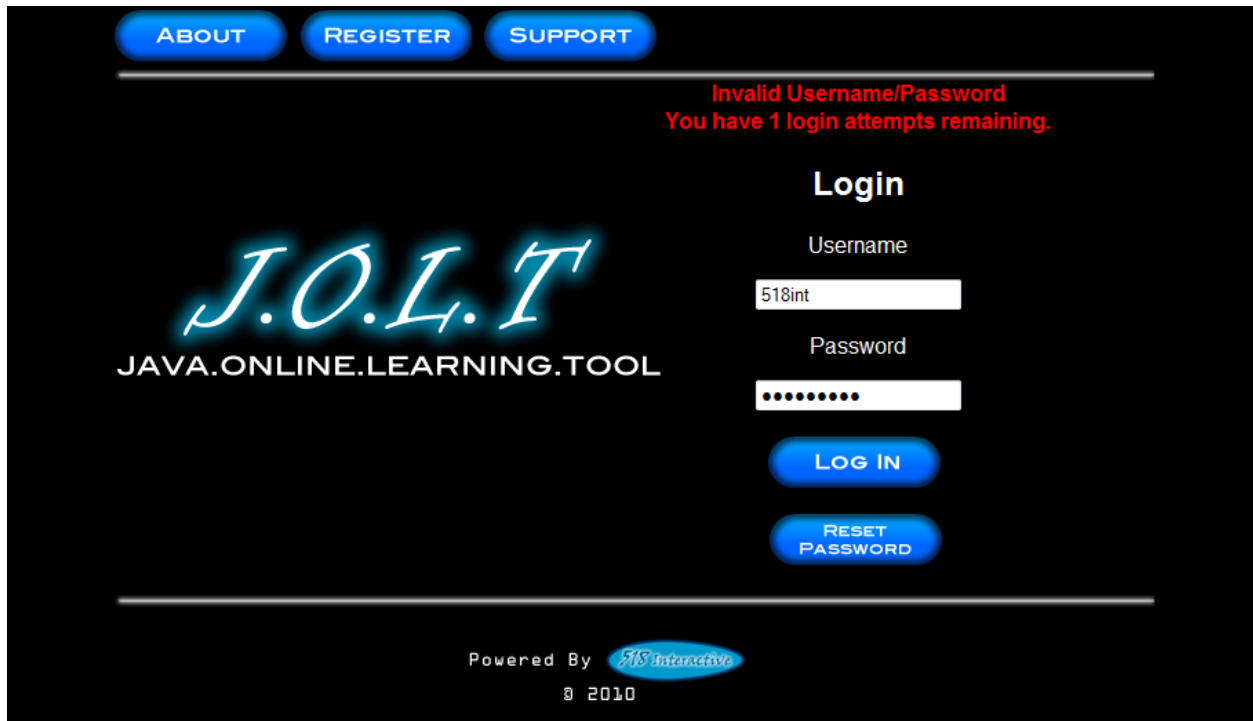 About Register Support
Invalid Username/Password
You have 1 login attempts remaining.
Login
Username
518int
Password
•••••••••
J.O.L.T
JAVA.ONLINE.LEARNING.TOOL
Log In
Reset
Password
Powered By 518 Interactive
© 2010